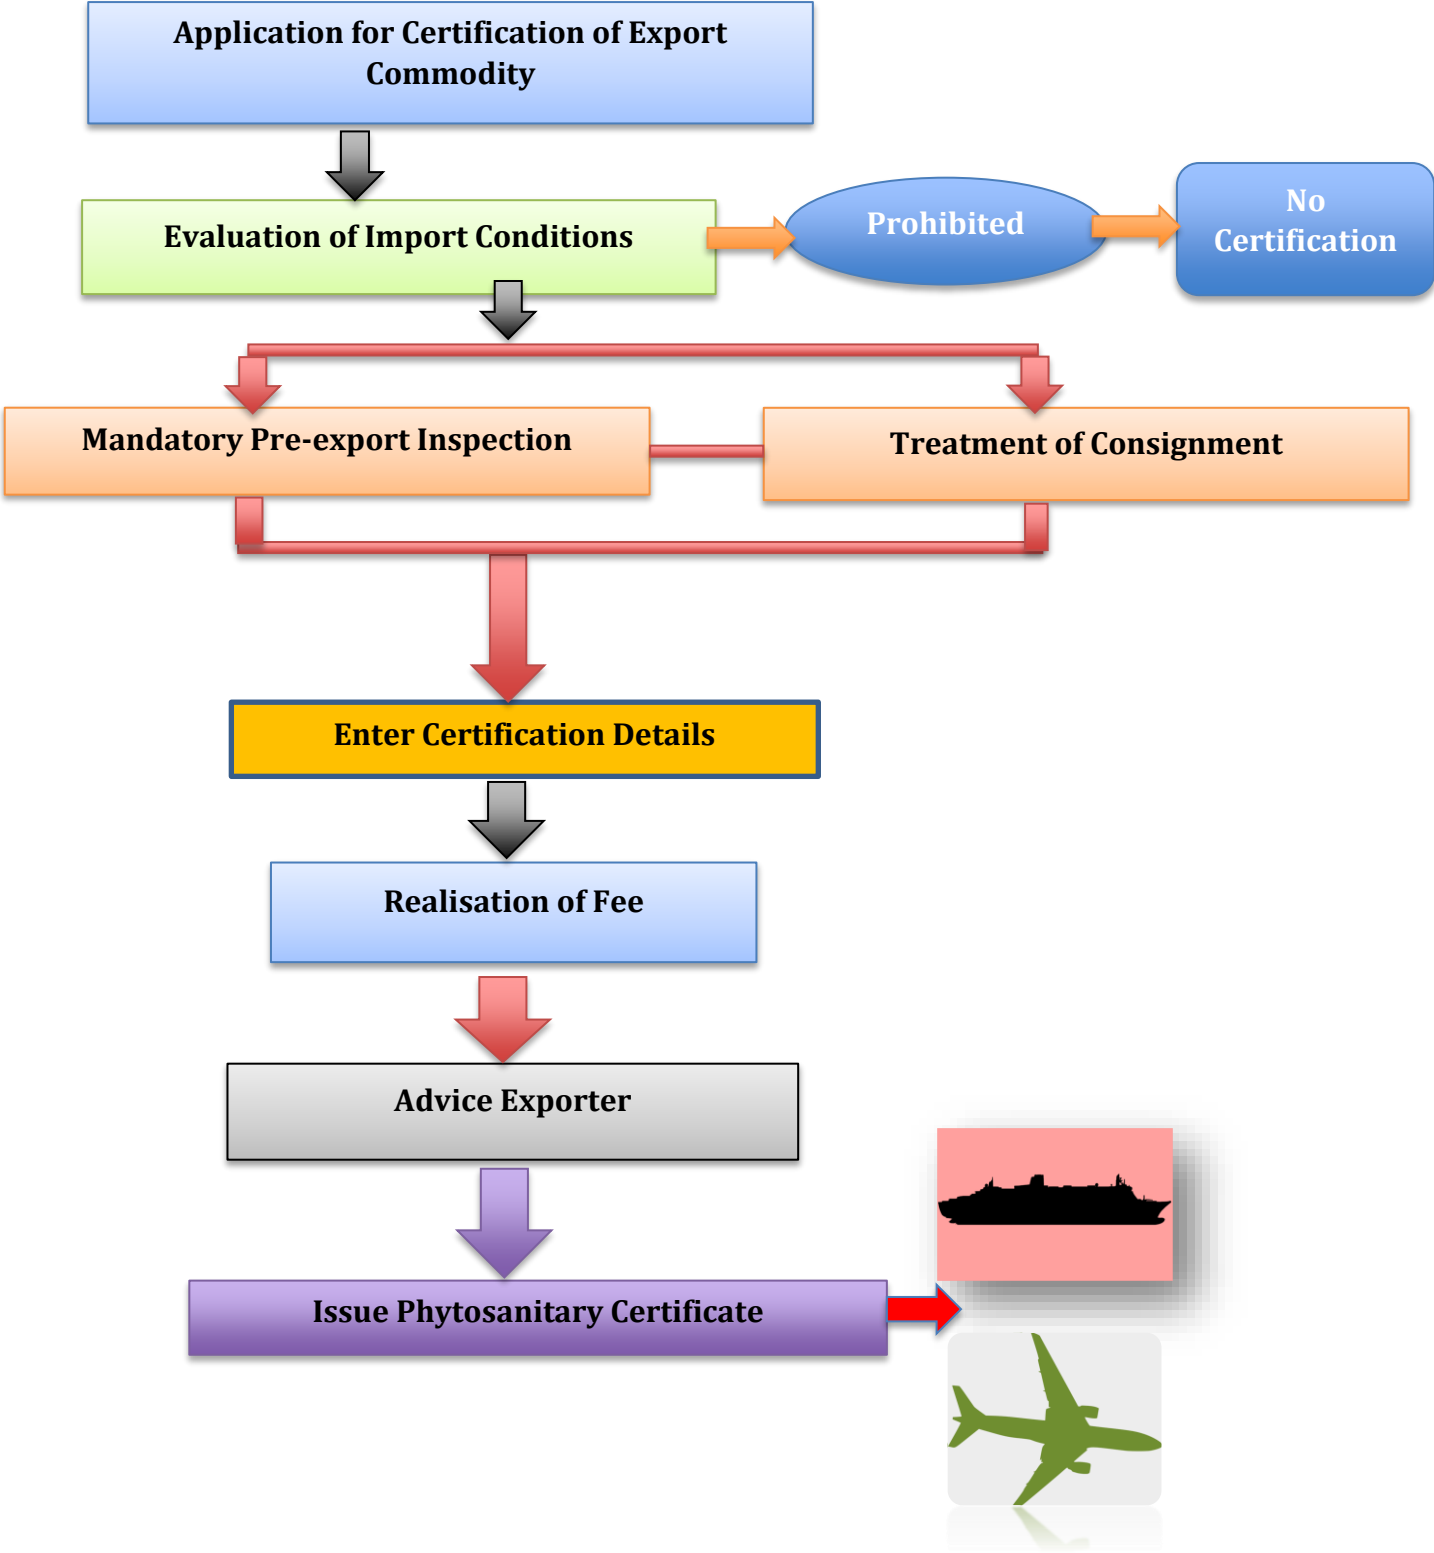 Application for Certification of Export
Commodity
Evaluation of Import Conditions
Prohibited
No
Certification
Mandatory Pre-export Inspection
Treatment of Consignment
Enter Certification Details
Realisation of Fee
Advice Exporter
Issue Phytosanitary Certificate